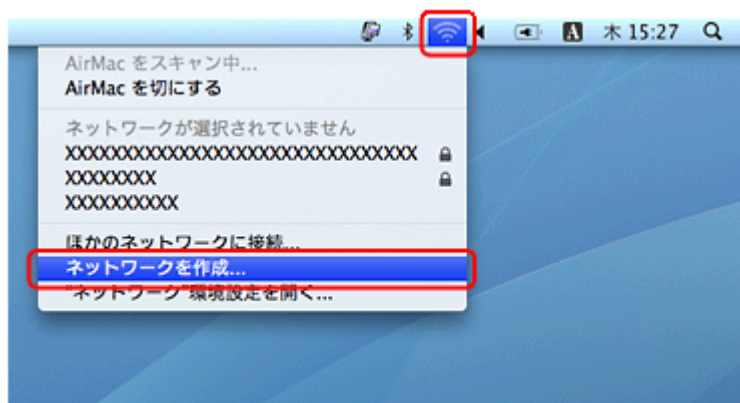 A 木 15:27
AirMac をスキャン中...
AirMac を切にする
ネットワークが選択されていません
XXXXXXXXXXXXXXXXXXXXXXXXXXXXXXX
XXXXXXXX
XXXXXXXXXX
ほかのネットワークに接続...
ネットワークを作成...
"ネットワーク"環境設定を開く...